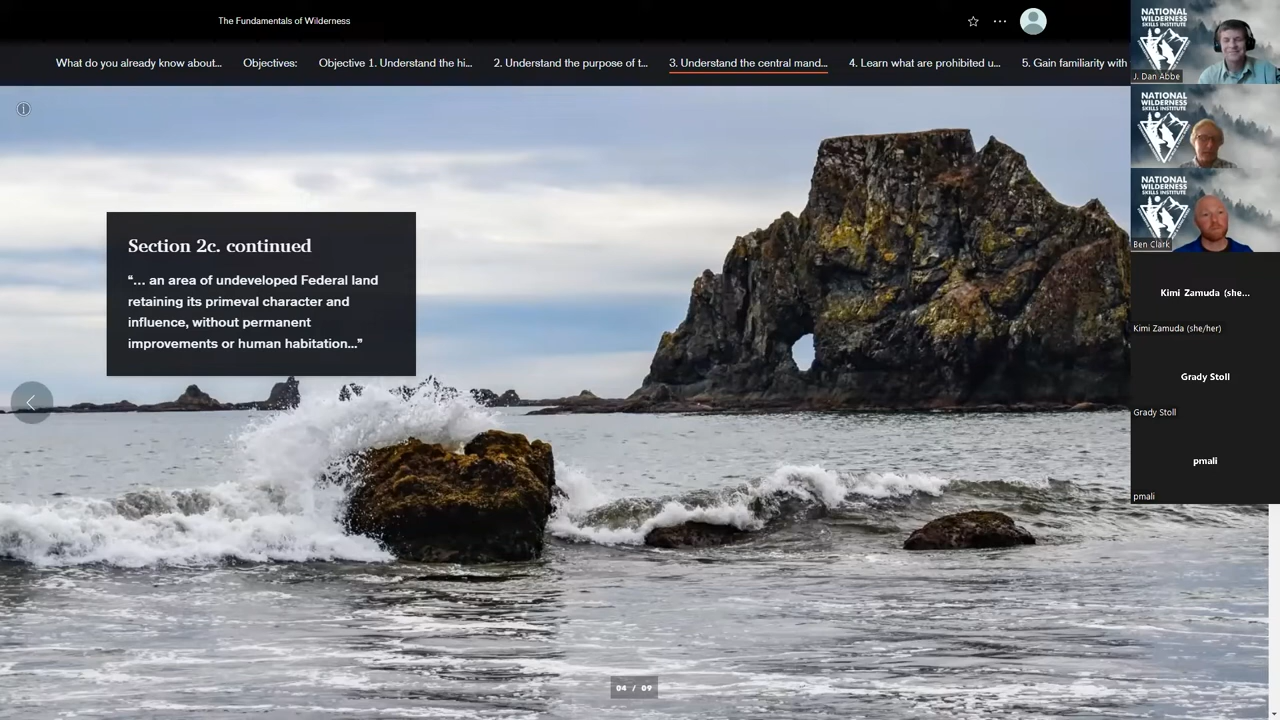 The Fundamentals of Wilderness
What do you already know about...
Objectives:
Objective 1. Understand the hi...
2. Understand the purpose of t...
3. Understand the central mand...
4. Learn what are prohibited u...
5. Gain familiarity with
Section 2c. continued
“... an area of undeveloped Federal land
retaining its primeval character and
influence, without permanent
improvements or human habitation...”
04 / 09
NATIONAL
WILDERNESS
SKILLS INSTITUTE
J. Dan Abbe
NATIONAL
WILDERNESS
SKILLS INSTITUTE
NATIONAL
WILDERNESS
SKILLS INSTITUTE
Ben Clark
Kimi Zamuda (she...
Kimi Zamuda (she/her)
Grady Stoll
Grady Stoll
pmali
pmali